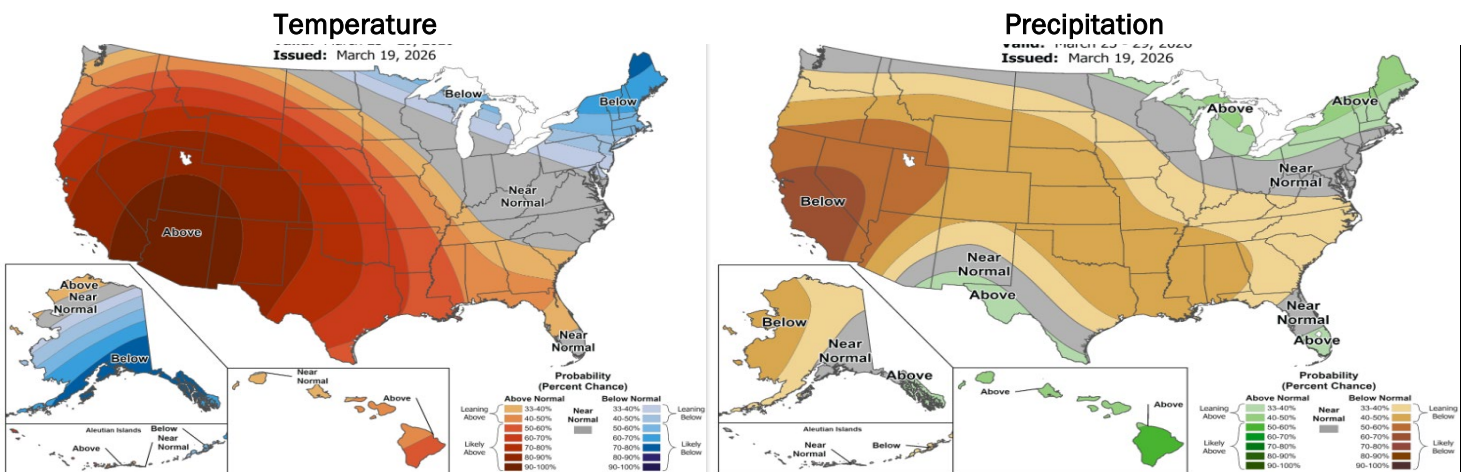 Temperature
Issued: March 19, 2026
Below
Below
Near
Normal
Above
Above
Near
Normal
Below
Near
Normal
Near
Normal
Above
Aleutian Islands
Above
Below
Near
Normal
Probability
(Percent Chance)
Above Normal
Below Normal
Leaning
Above
Likely
Above
33-40%
40-50%
50-60%
60-70%
70-80%
80-90%
90-100%
Near
Normal
33-40%
40-50%
50-60%
60-70%
70-80%
80-90%
90-100%
Leaning
Below
Likely
Below
Precipitation
Valid: March 25 - 29, 2026
Issued: March 19, 2026
Above
Above
Near
Normal
Below
Near
Normal
Above
Near
Normal
Above
Below
Near
Normal
Above
Above
Above
Aleutian Islands
Near
Normal
Below
Probability
(Percent Chance)
Above Normal
Below Normal
Leaning
Above
Likely
Above
33-40%
40-50%
50-60%
60-70%
70-80%
80-90%
90-100%
Near
Normal
33-40%
40-50%
50-60%
60-70%
70-80%
80-90%
90-100%
Leaning
Below
Likely
Below